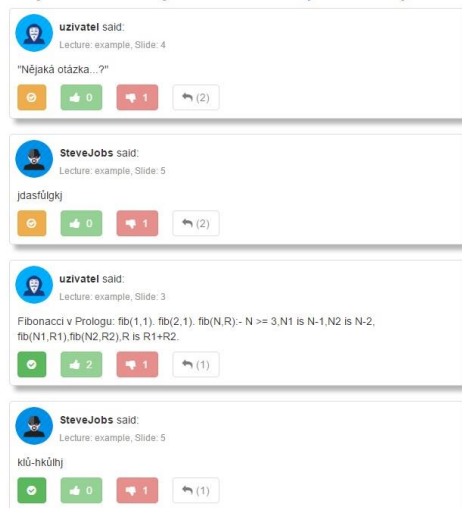 uzivatel said:
Lecture: example, Slide: 4
"Nějaká otázka...?"
0 1 (2)
SteveJobs said:
Lecture: example, Slide: 5
jdasfůlgkj
0 1 (2)
uzivatel said:
Lecture: example, Slide: 3
Fibonacci v Prologu: fib(1,1). fib(2,1). fib(N,R):- N >= 3,N1 is N-1,N2 is N-2,
fib(N1,R1),fib(N2,R2),R is R1+R2.
2 1 (1)
SteveJobs said:
Lecture: example, Slide: 5
klů-hkůlhj
0 1 (1)